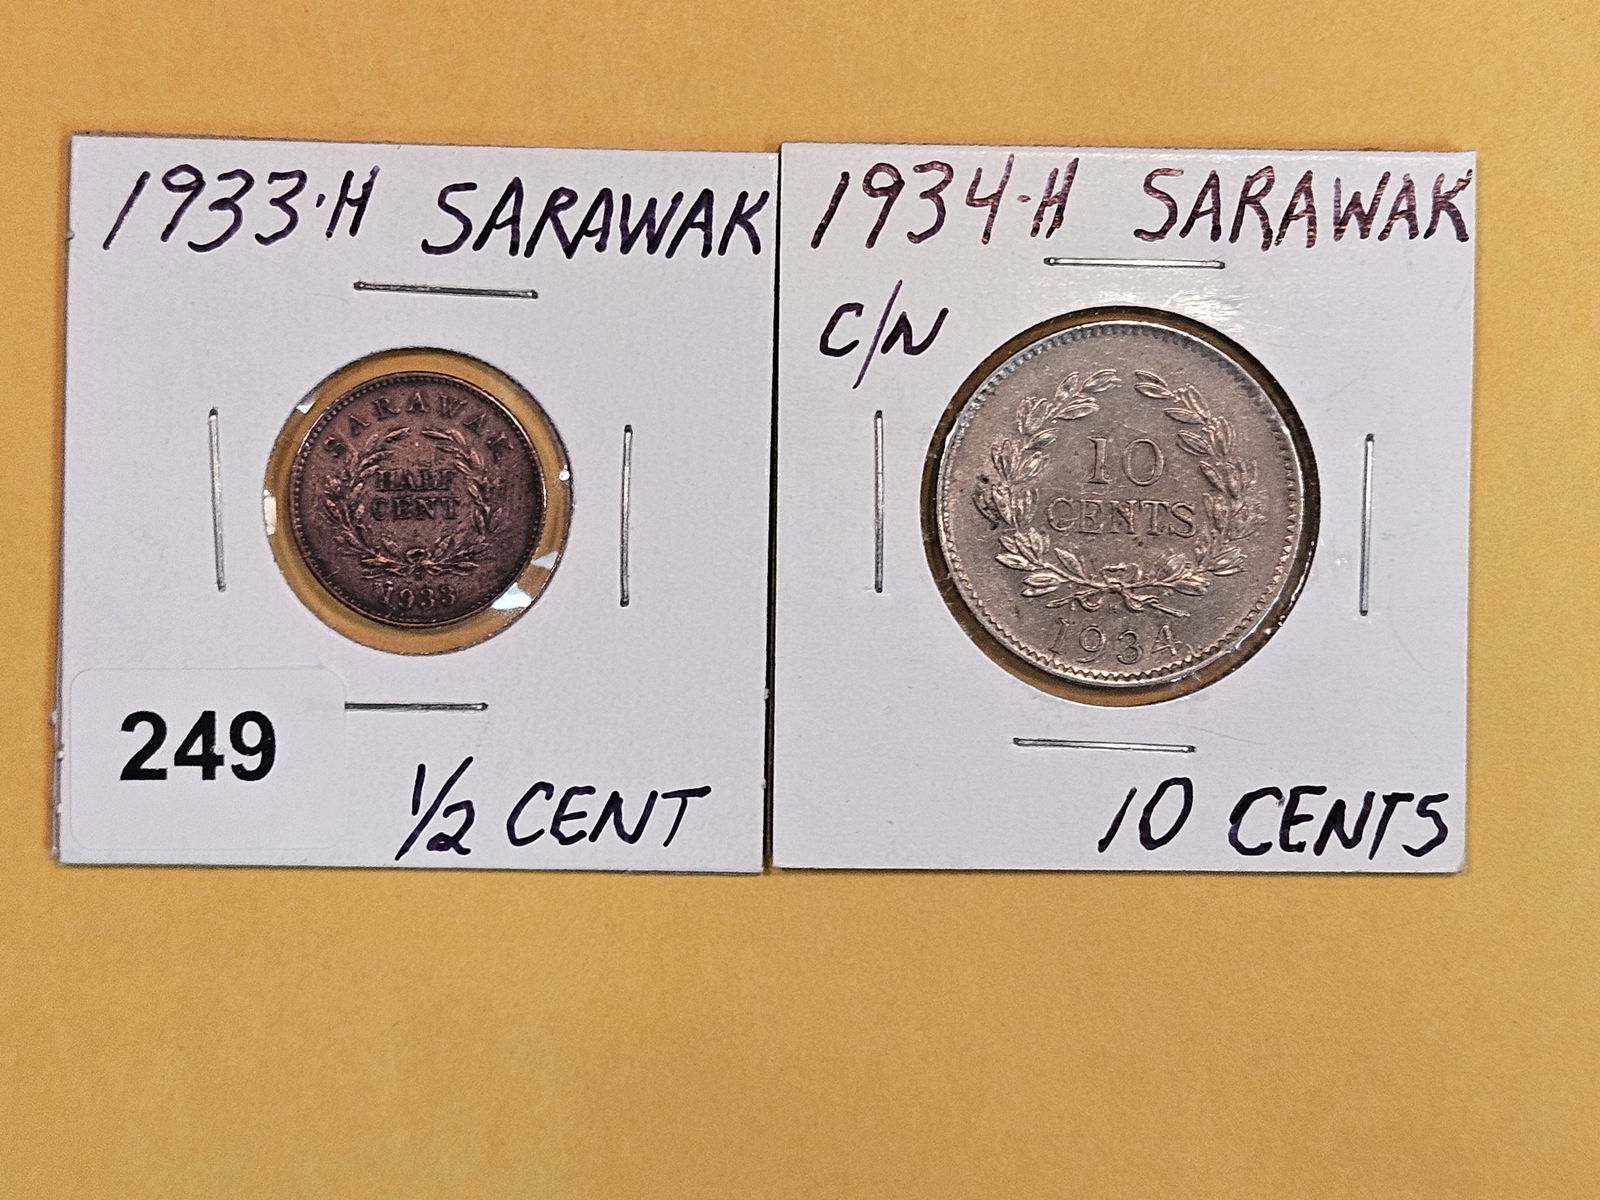 1933·H SARAWAK
SARAWAK
HALF
CENT
1933
249
1/2 CENT
1934-H SARAWAK
C/N
10
CENTS
1934
10 CENTS